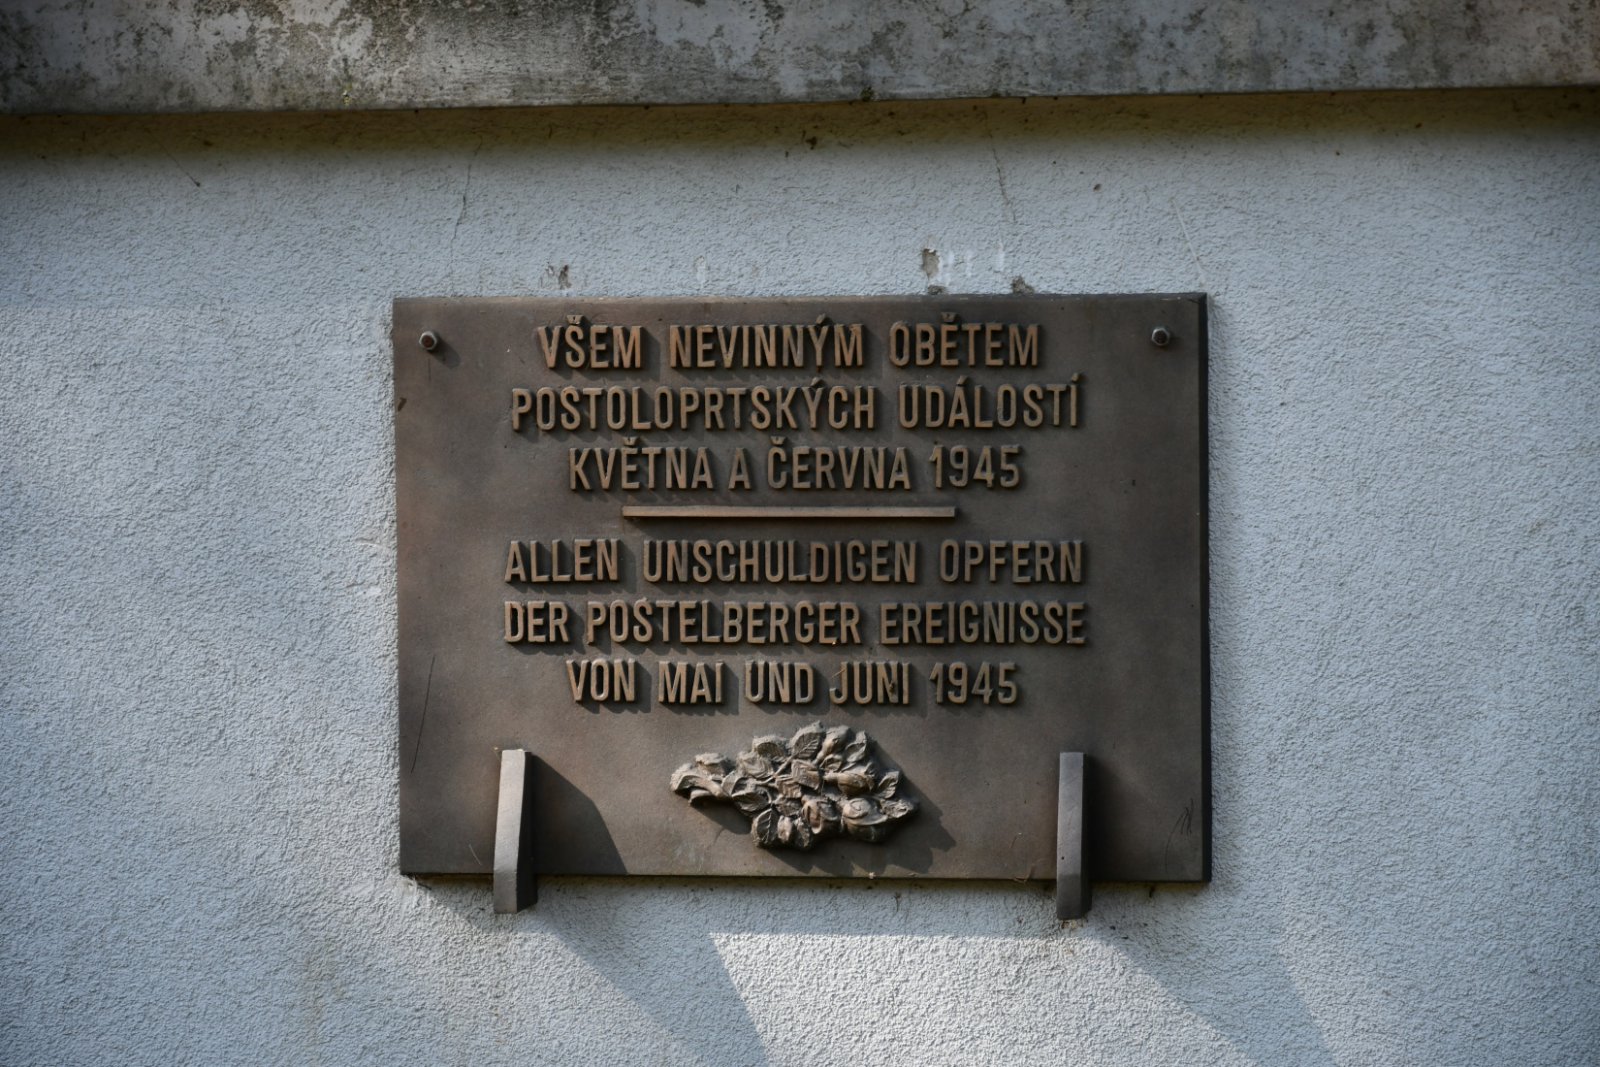 VŠEM NEVINNÝM OBĚTEM
POSTOLOPRTSKÝCH UDÁLOSTÍ
KVĚTNA A ČERVNA 1945
ALLEN UNSCHULDIGEN OPFERN
DER POSTELBERGER EREIGNISSE
VON MAI UND JUNI 1945